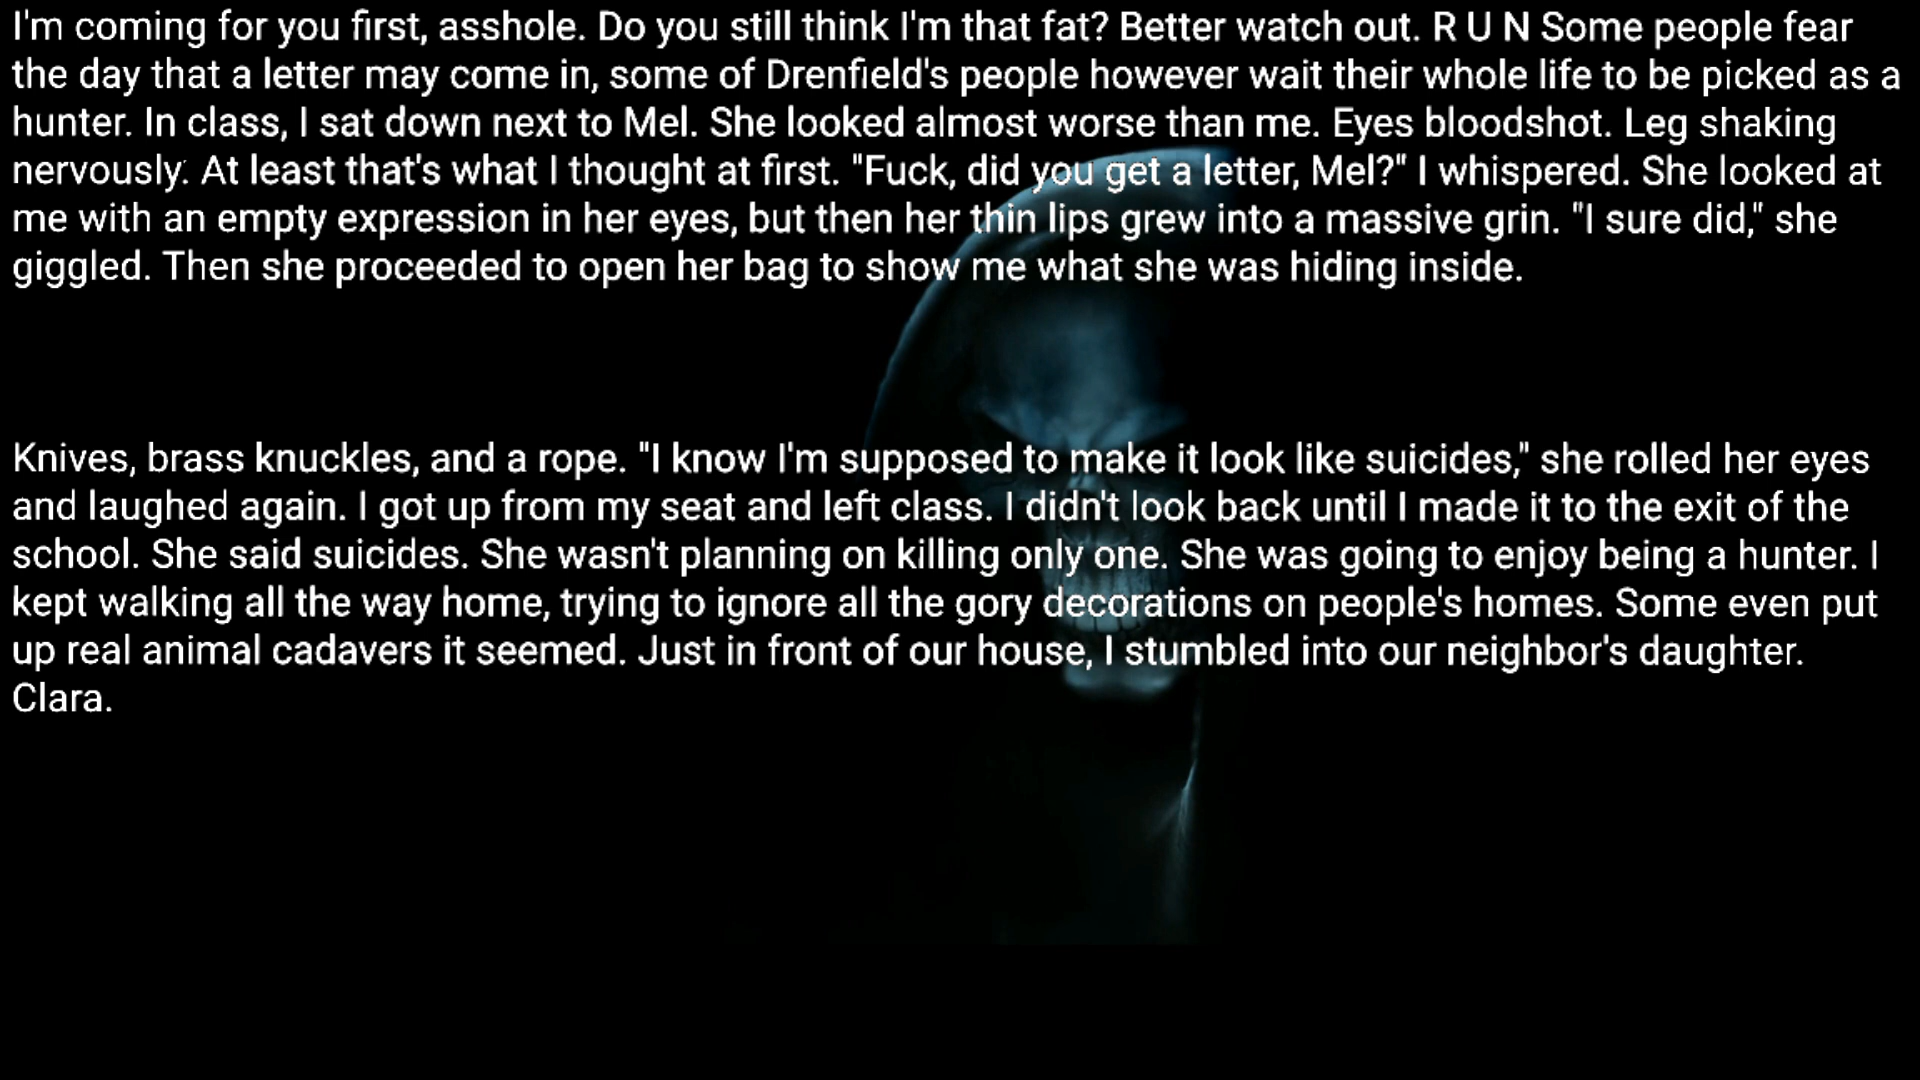 I'm coming for you first, asshole. Do you still think I'm that fat? Better watch out. R U N Some people fear
the day that a letter may come in, some of Drenfield's people however wait their whole life to be picked as a
hunter. In class, I sat down next to Mel. She looked almost worse than me. Eyes bloodshot. Leg shaking
nervously. At least that's what I thought at first. "Fuck, did you get a letter, Mel?" I whispered. She looked at
me with an empty expression in her eyes, but then her thin lips grew into a massive grin. "I sure did," she
giggled. Then she proceeded to open her bag to show me what she was hiding inside.
Knives, brass knuckles, and a rope. "I know I'm supposed to make it look like suicides," she rolled her eyes
and laughed again. I got up from my seat and left class. I didn't look back until I made it to the exit of the
school. She said suicides. She wasn't planning on killing only one. She was going to enjoy being a hunter. I
kept walking all the way home, trying to ignore all the gory decorations on people's homes. Some even put
up real animal cadavers it seemed. Just in front of our house, I stumbled into our neighbor's daughter.
Clara.